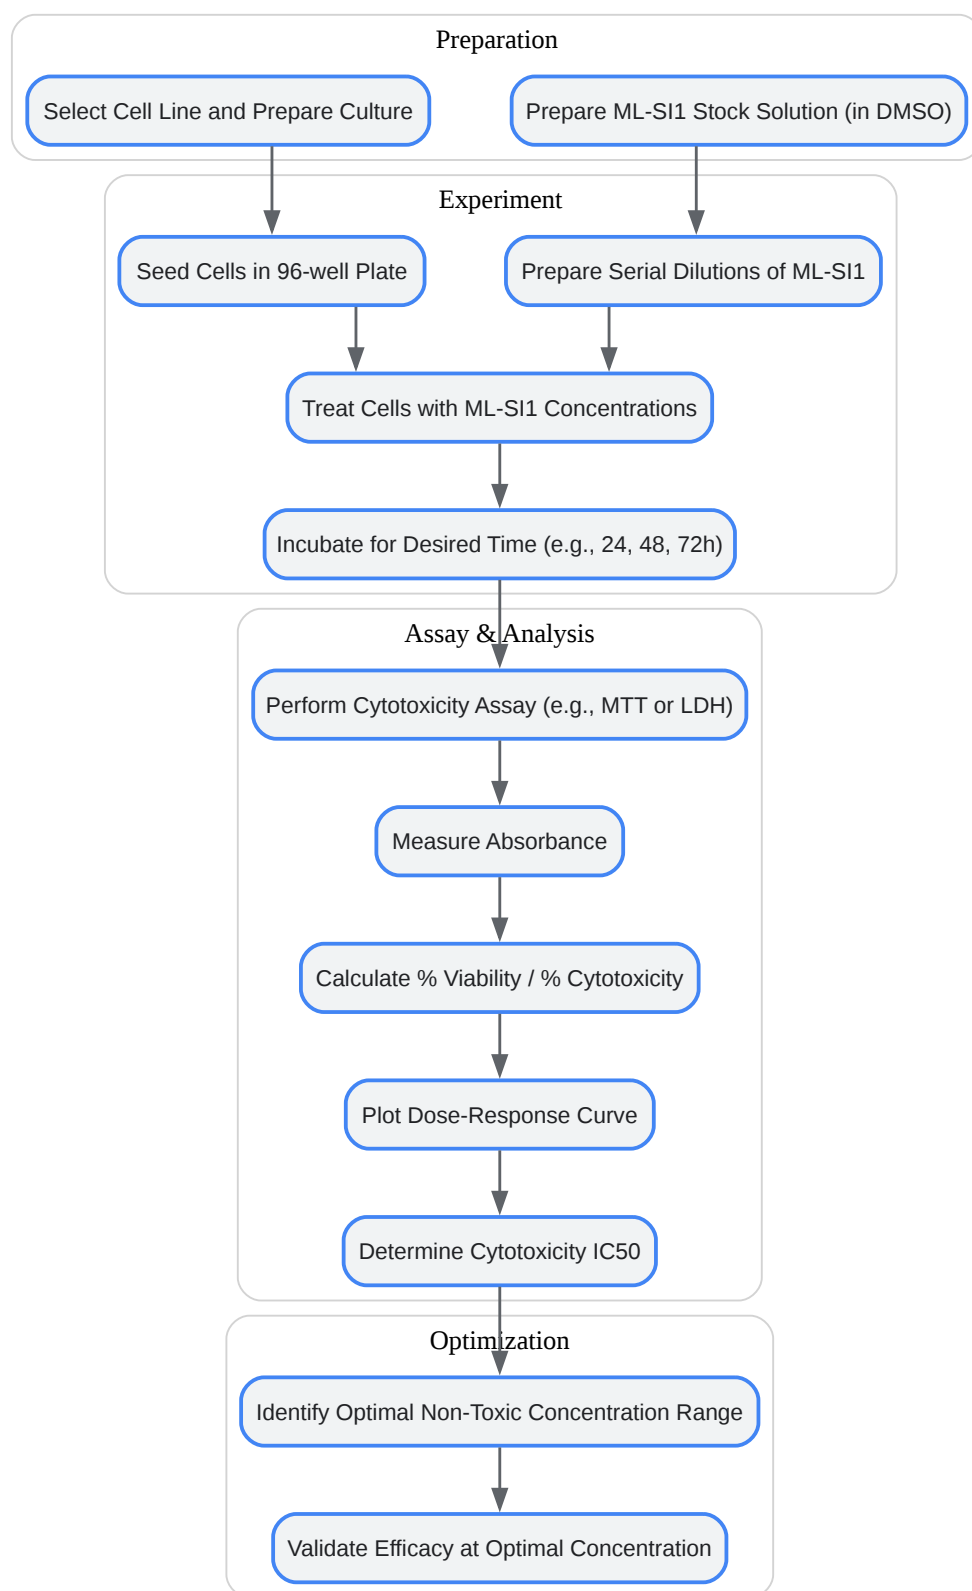 Preparation
Select Cell Line and Prepare Culture
Prepare ML-SI1 Stock Solution (in DMSO)
Experiment
Seed Cells in 96-well Plate
Prepare Serial Dilutions of ML-SI1
Treat Cells with ML-SI1 Concentrations
Incubate for Desired Time (e.g., 24, 48, 72h)
Assay & Analysis
Perform Cytotoxicity Assay (e.g., MTT or LDH)
Measure Absorbance
Calculate % Viability / % Cytotoxicity
Plot Dose-Response Curve
Determine Cytotoxicity IC50
Optimization
Identify Optimal Non-Toxic Concentration Range
Validate Efficacy at Optimal Concentration